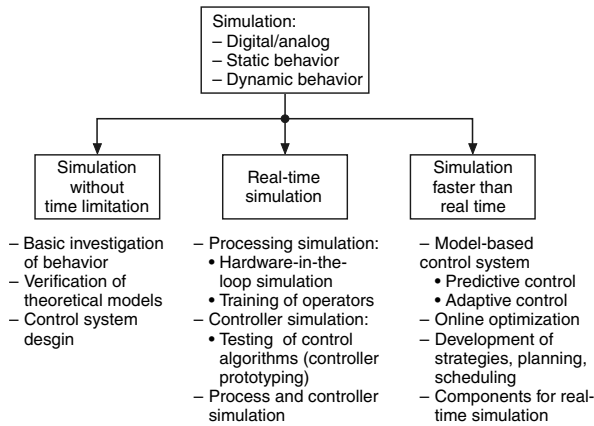 Simulation:
– Digital/analog
– Static behavior
– Dynamic behavior
Simulation
without
time limitation
Real-time
simulation
Simulation
faster than
real time
– Basic investigation
of behavior
– Verification of
theoretical models
– Control system
desgin
– Processing simulation:
• Hardware-in-the-
loop simulation
• Training of operators
– Controller simulation:
• Testing of control
algorithms (controller
prototyping)
– Process and controller
simulation
– Model-based
control system
• Predictive control
• Adaptive control
– Online optimization
– Development of
strategies, planning,
scheduling
– Components for real-
time simulation